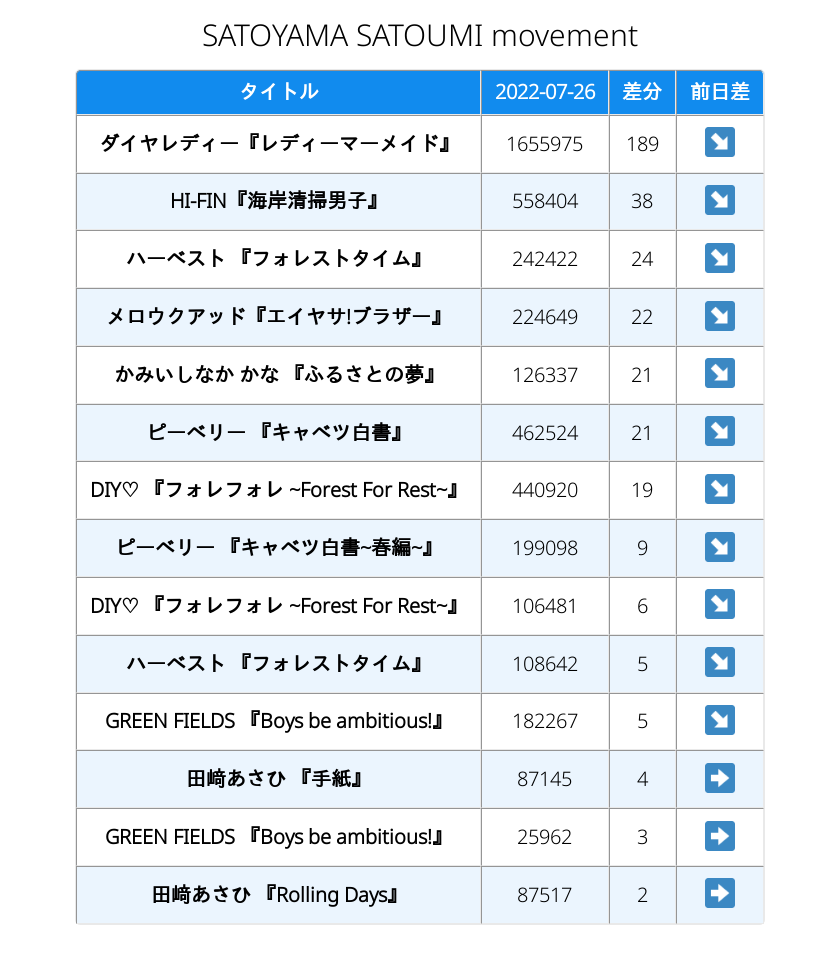 SATOYAMA SATOUMI movement
タイトル 2022-07-26 差分 前日差
ダイヤレディー『レディーマーメイド』 1655975 189 ↘
HI-FIN『海岸清掃男子』 558404 38 ↘
ハーベスト 『フォレストタイム』 242422 24 ↘
メロウクアッド『エイヤサ!ブラザー』 224649 22 ↘
かみいしなか かな 『ふるさとの夢』 126337 21 ↘
ピーベリー 『キャベツ白書』 462524 21 ↘
DIY♡ 『フォレフォレ ~Forest For Rest~』 440920 19 ↘
ピーベリー 『キャベツ白書~春編~』 199098 9 ↘
DIY♡ 『フォレフォレ ~Forest For Rest~』 106481 6 ↘
ハーベスト 『フォレストタイム』 108642 5 ↘
GREEN FIELDS 『Boys be ambitious!』 182267 5 ↘
田﨑あさひ 『手紙』 87145 4 ➡
GREEN FIELDS 『Boys be ambitious!』 25962 3 ➡
田﨑あさひ 『Rolling Days』 87517 2 ➡